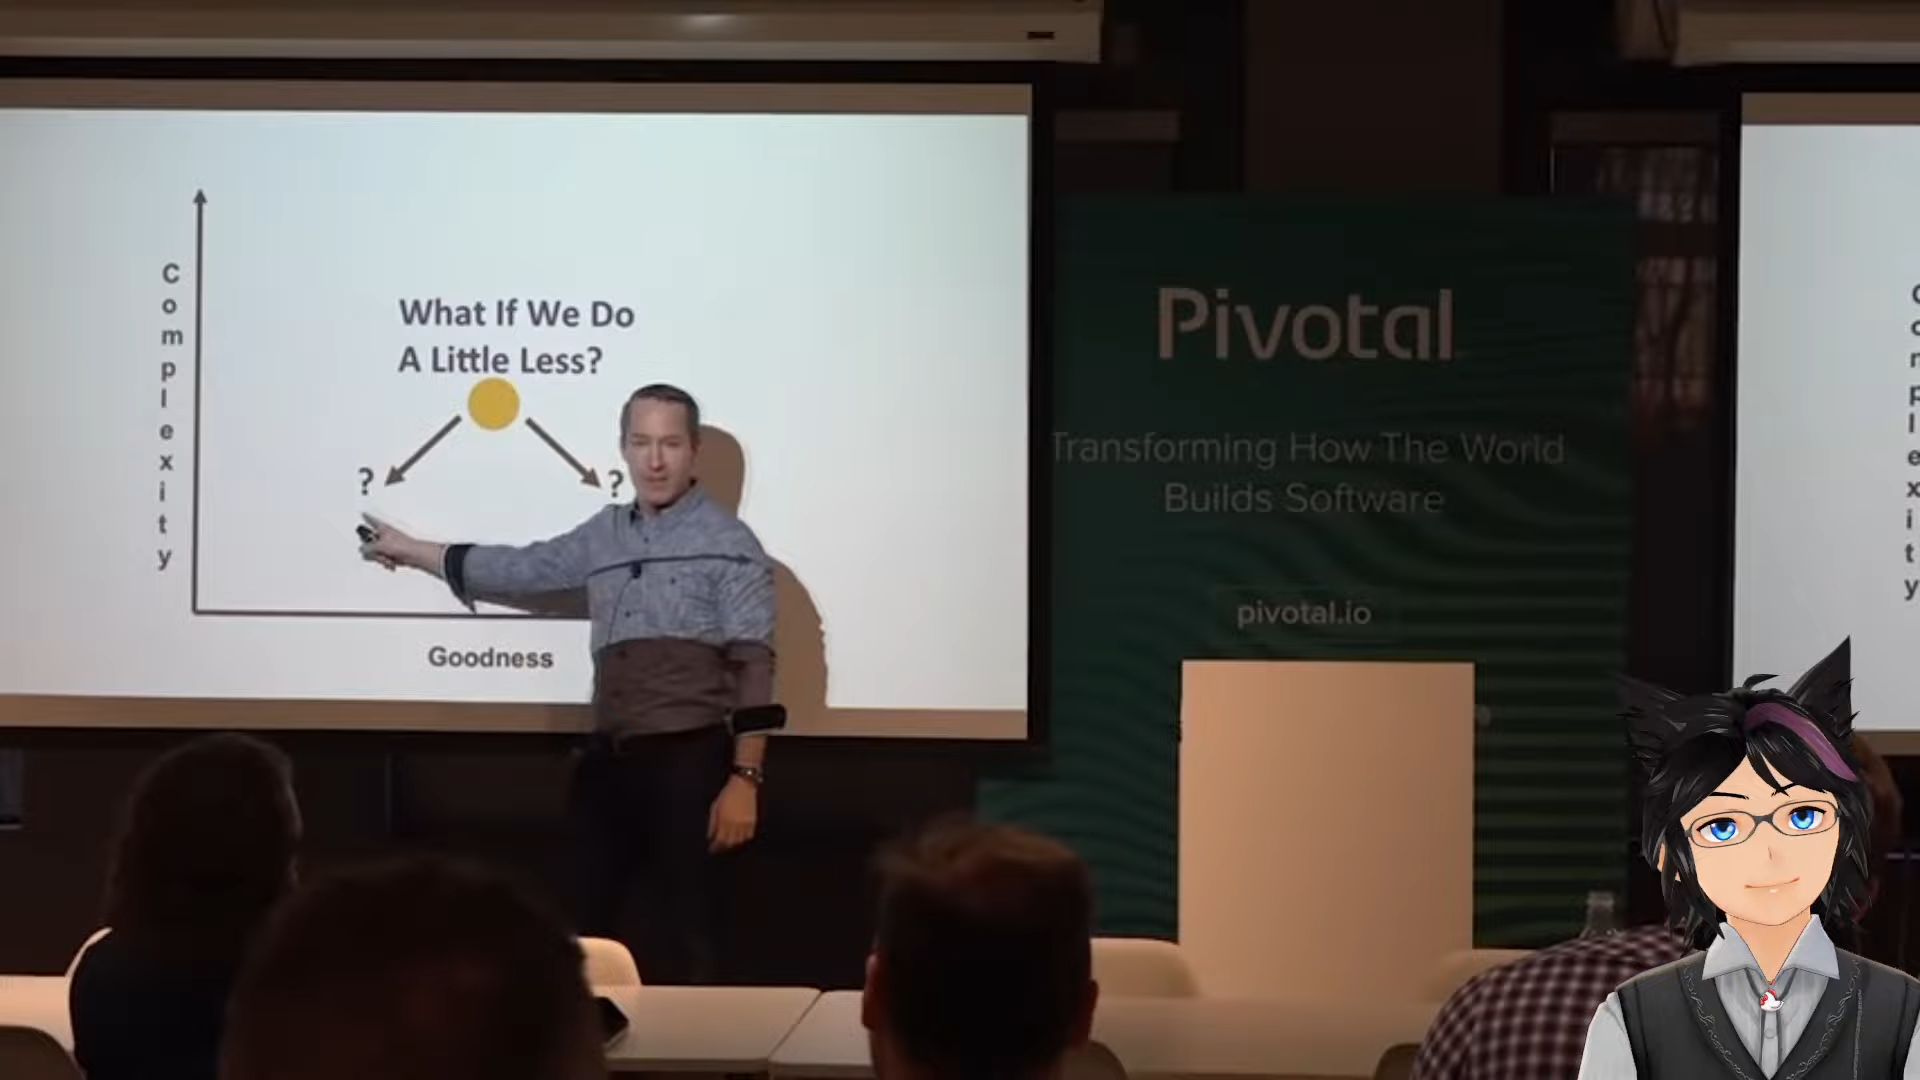 Complexity
What If We Do
A Little Less?
?
?
Goodness
Pivotal
Transforming How The World
Builds Software
pivotal.io
Complexity